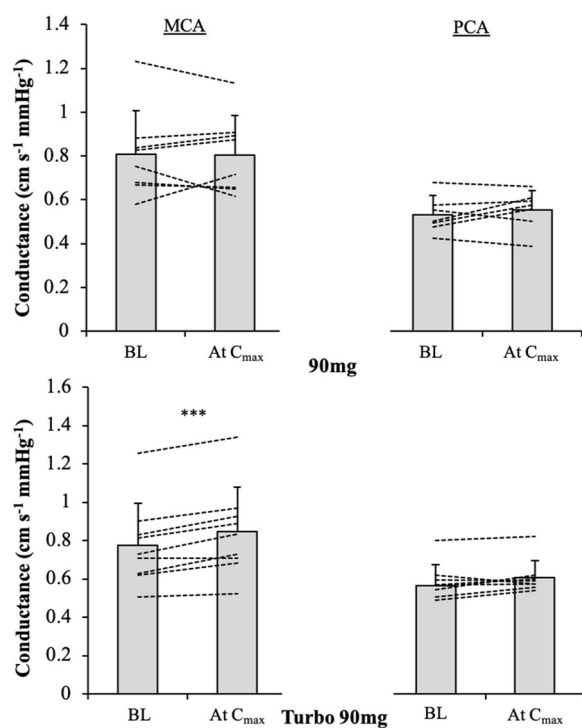 MCA
PCA
Conductance (cm s⁻¹ mmHg⁻¹)
1.4
1.2
1
0.8
0.6
0.4
0.2
0
BL
At Cmax
BL
At Cmax
90mg
Conductance (cm s⁻¹ mmHg⁻¹)
1.6
1.4
1.2
1
0.8
0.6
0.4
0.2
0
***
BL
At Cmax
BL
At Cmax
Turbo 90mg